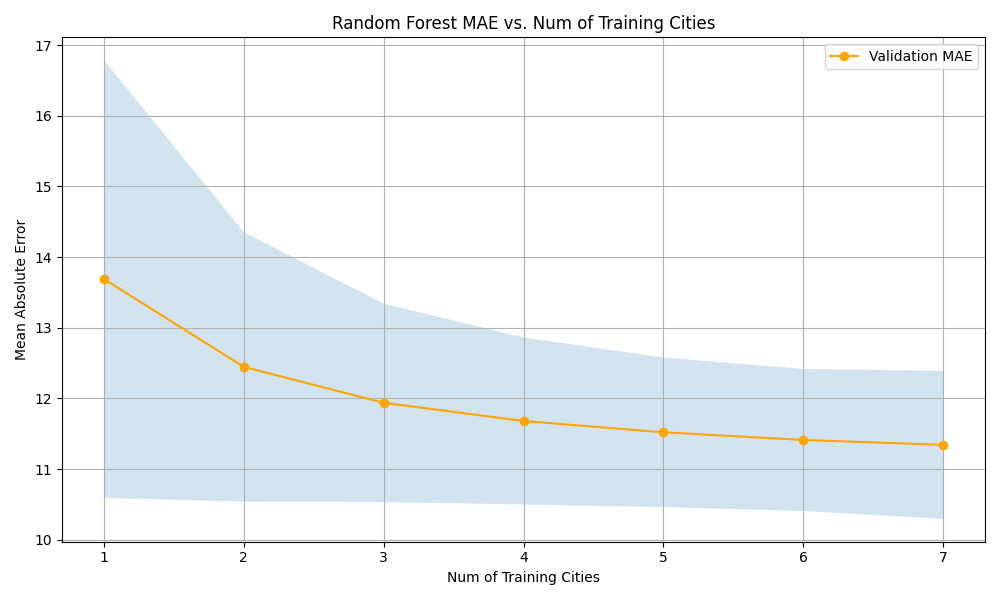 Random Forest MAE vs. Num of Training Cities
Validation MAE
Mean Absolute Error
17
16
15
14
13
12
11
10
1 2 3 4 5 6 7
Num of Training Cities